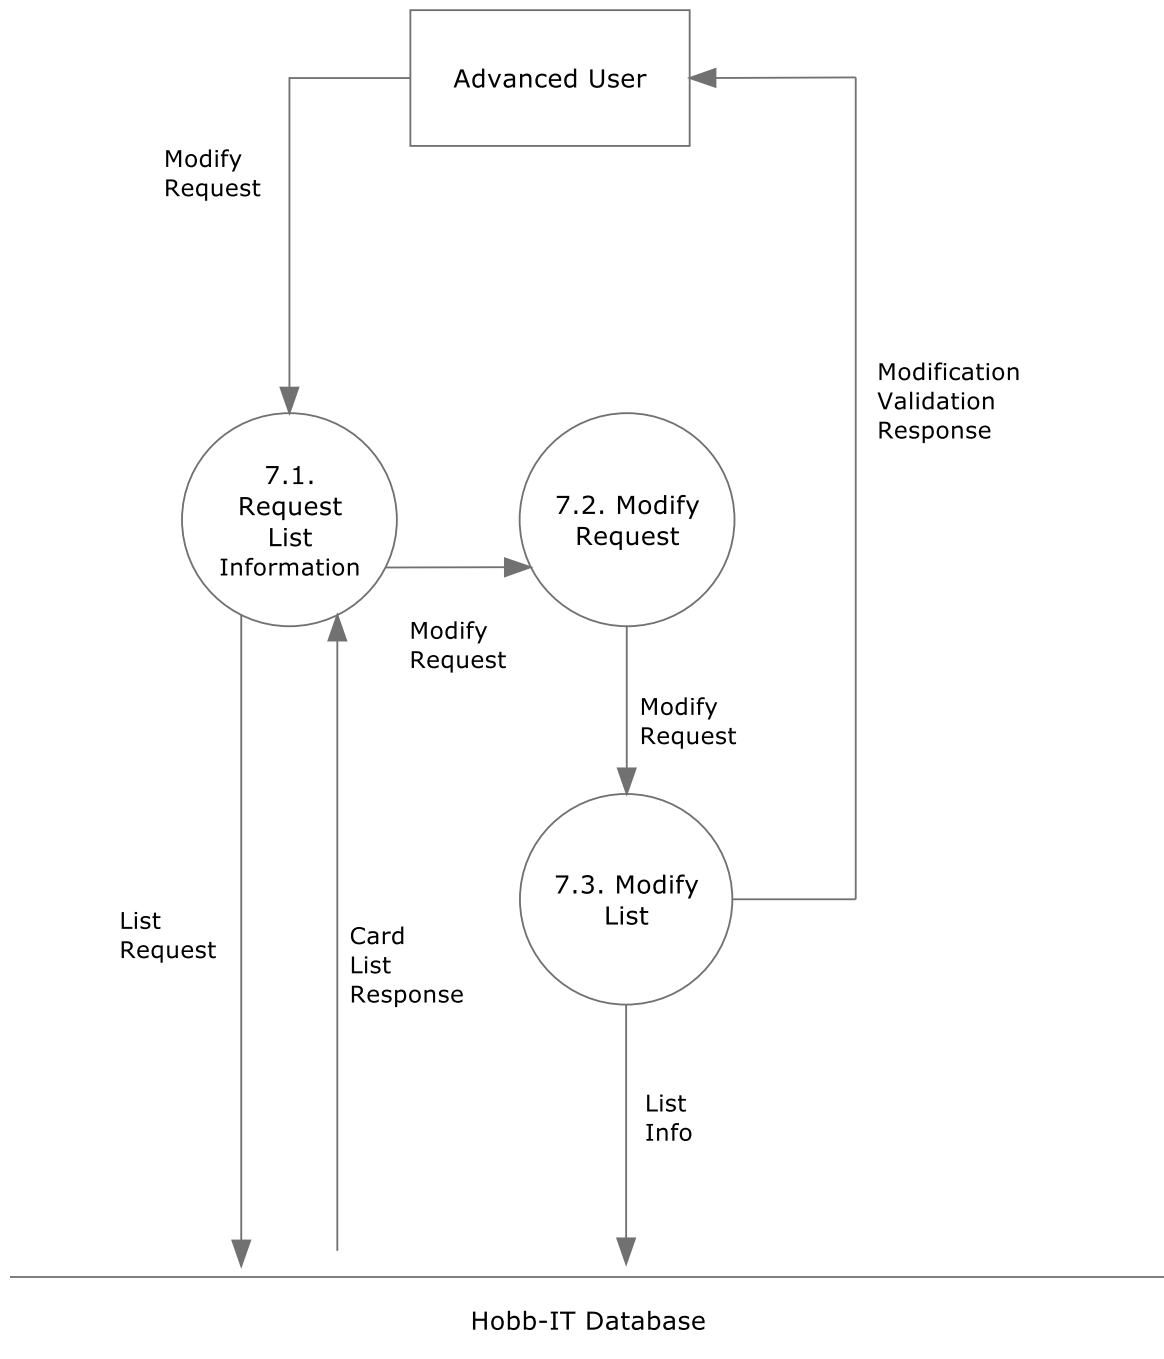 Advanced User
Modify
Request
Modification
Validation
Response
7.1.
Request
List
Information
7.2. Modify
Request
Modify
Request
Modify
Request
7.3. Modify
List
List
Request
Card
List
Response
List
Info
Hobb-IT Database